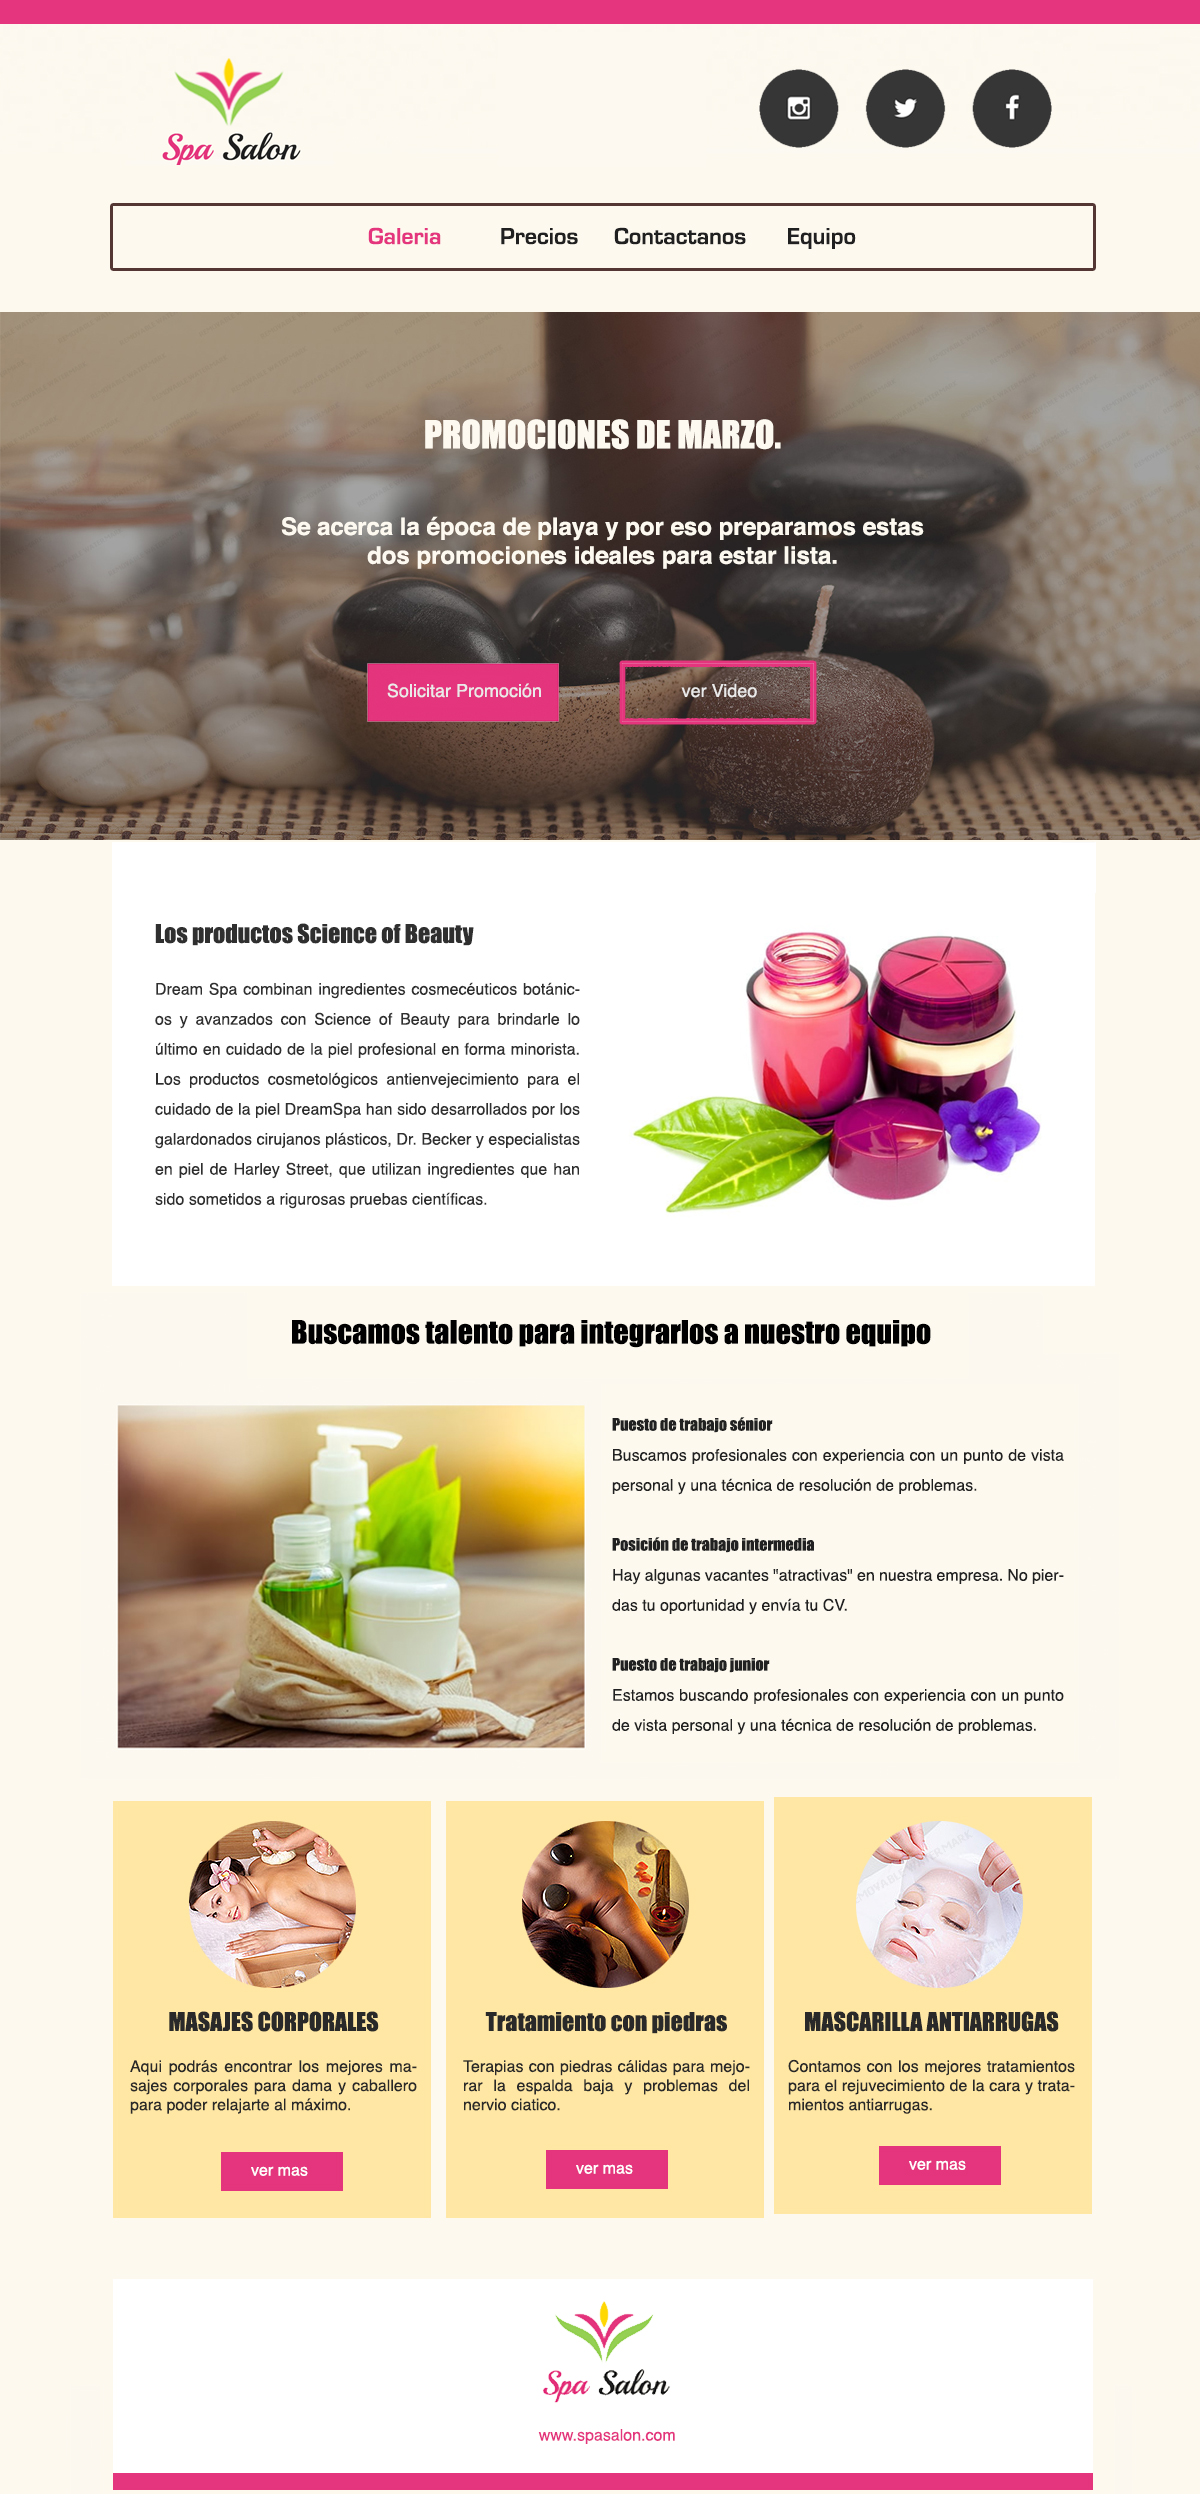 Spa Salon
Galeria Precios Contactanos Equipo
PROMOCIONES DE MARZO.
Se acerca la época de playa y por eso preparamos estas
dos promociones ideales para estar lista.
Solicitar Promoción ver Video
Los productos Science of Beauty
Dream Spa combinan ingredientes cosmecéuticos botánic-
os y avanzados con Science of Beauty para brindarle lo
último en cuidado de la piel profesional en forma minorista.
Los productos cosmetológicos antienvejecimiento para el
cuidado de la piel DreamSpa han sido desarrollados por los
galardonados cirujanos plásticos, Dr. Becker y especialistas
en piel de Harley Street, que utilizan ingredientes que han
sido sometidos a rigurosas pruebas científicas.
Buscamos talento para integrarlos a nuestro equipo
Puesto de trabajo sénior
Buscamos profesionales con experiencia con un punto de vista
personal y una técnica de resolución de problemas.
Posición de trabajo intermedia
Hay algunas vacantes "atractivas" en nuestra empresa. No pier-
das tu oportunidad y envía tu CV.
Puesto de trabajo junior
Estamos buscando profesionales con experiencia con un punto
de vista personal y una técnica de resolución de problemas.
MASAJES CORPORALES
Aqui podrás encontrar los mejores ma-
sajes corporales para dama y caballero
para poder relajarte al máximo.
ver mas
Tratamiento con piedras
Terapias con piedras cálidas para mejo-
rar la espalda baja y problemas del
nervio ciatico.
ver mas
MASCARILLA ANTIARRUGAS
Contamos con los mejores tratamientos
para el rejuvecimiento de la cara y trata-
mientos antiarrugas.
ver mas
Spa Salon
www.spasalon.com